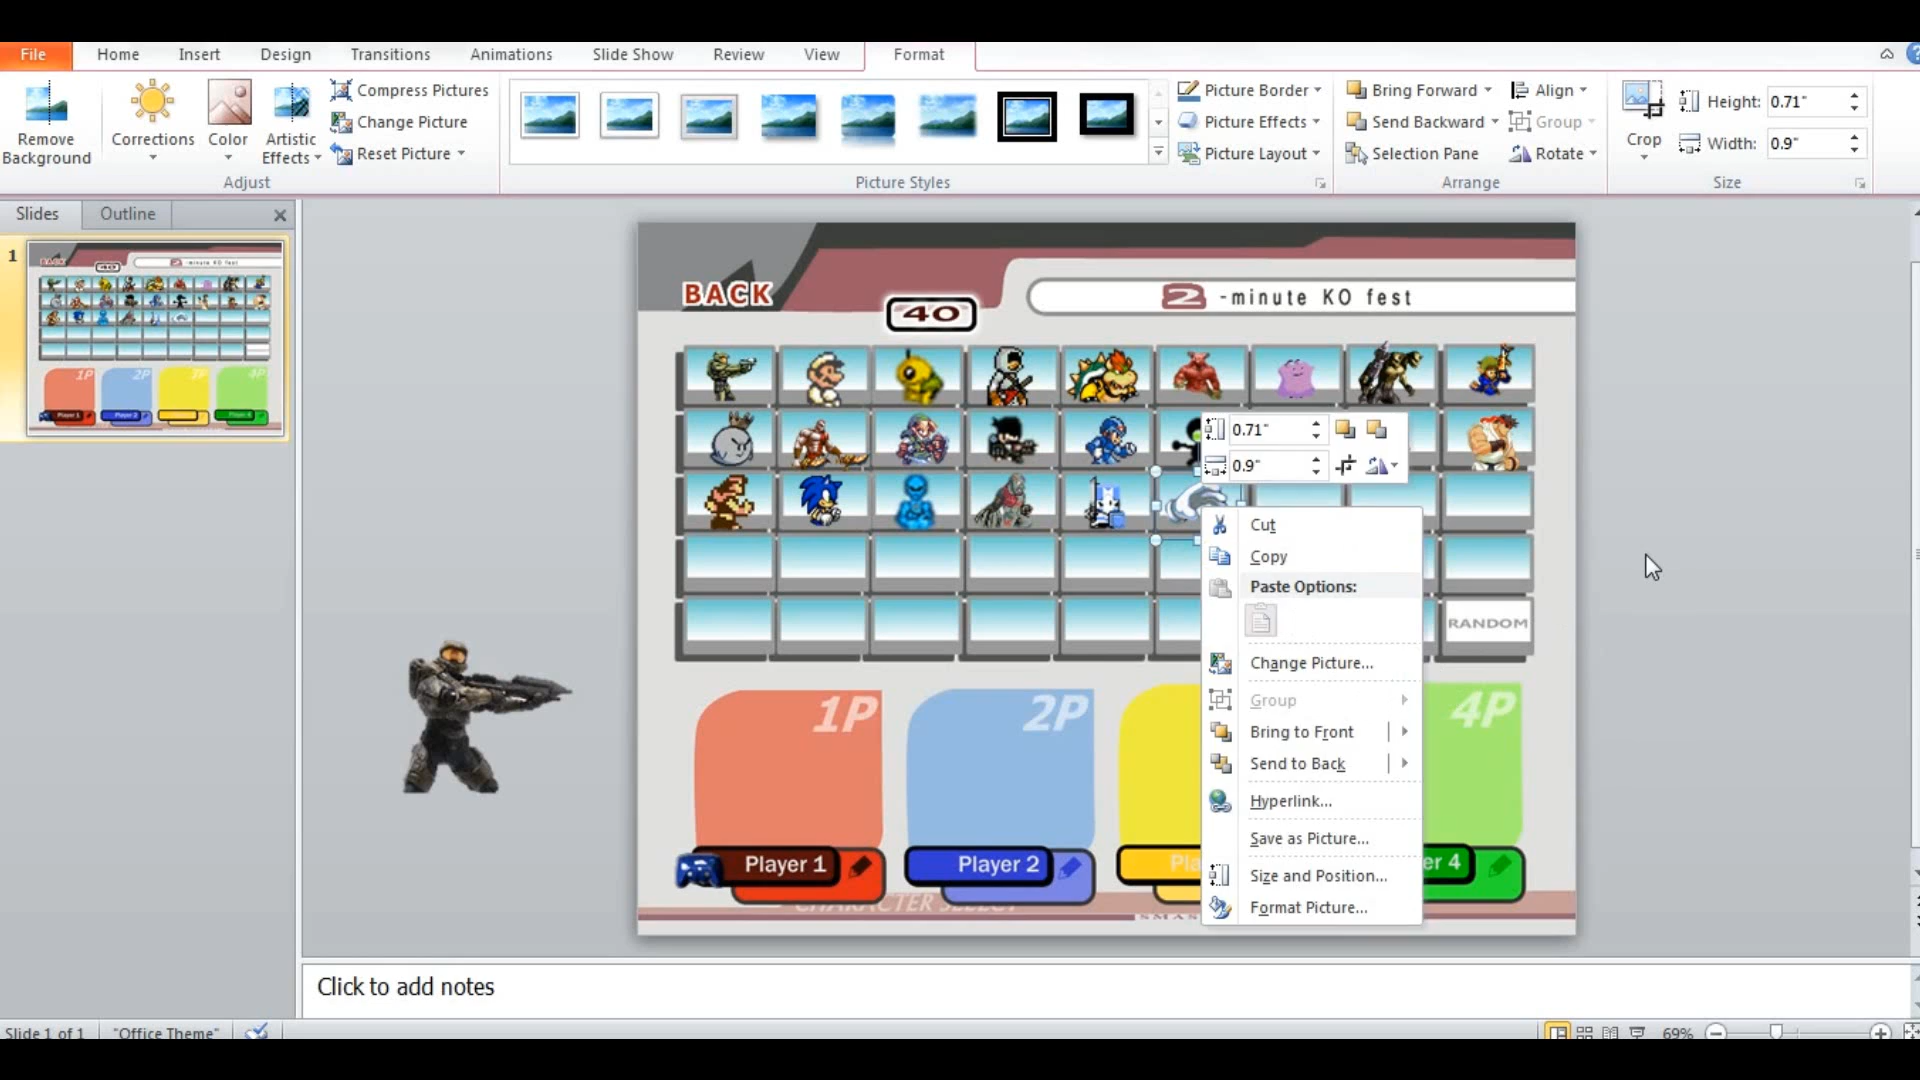 File Home Insert Design Transitions Animations Slide Show Review View Format
Remove Background
Corrections
Color
Artistic Effects
Compress Pictures
Change Picture
Reset Picture
Adjust
Picture Styles
Picture Border
Picture Effects
Picture Layout
Bring Forward
Send Backward
Selection Pane
Align
Group
Rotate
Arrange
Crop
Height: 0.71"
Width: 0.9"
Size
Slides Outline
1
BACK
40
2 -minute KO fest
0.71"
0.9"
Cut
Copy
Paste Options:
Change Picture...
Group
Bring to Front
Send to Back
Hyperlink...
Save as Picture...
Size and Position...
Format Picture...
RANDOM
1P 2P 4P
Player 1 Player 2 Pla er 4
CHARACTER SELECT
SMAS
Click to add notes
Slide 1 of 1 "Office Theme" 69%